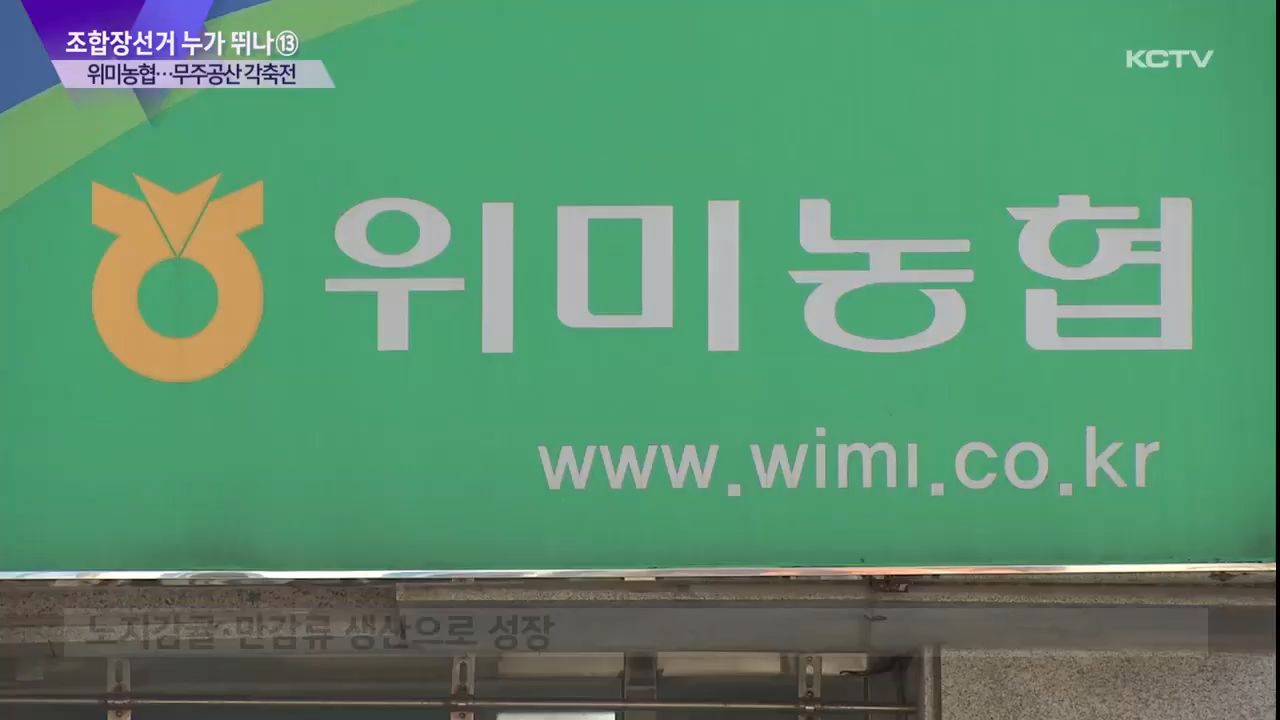 조합장선거 누가 뛰나⑬
위미농협…무주공산 각축전
KCTV
위미농협
www.wimi.co.kr
노지감귤·만감류 생산으로 성장